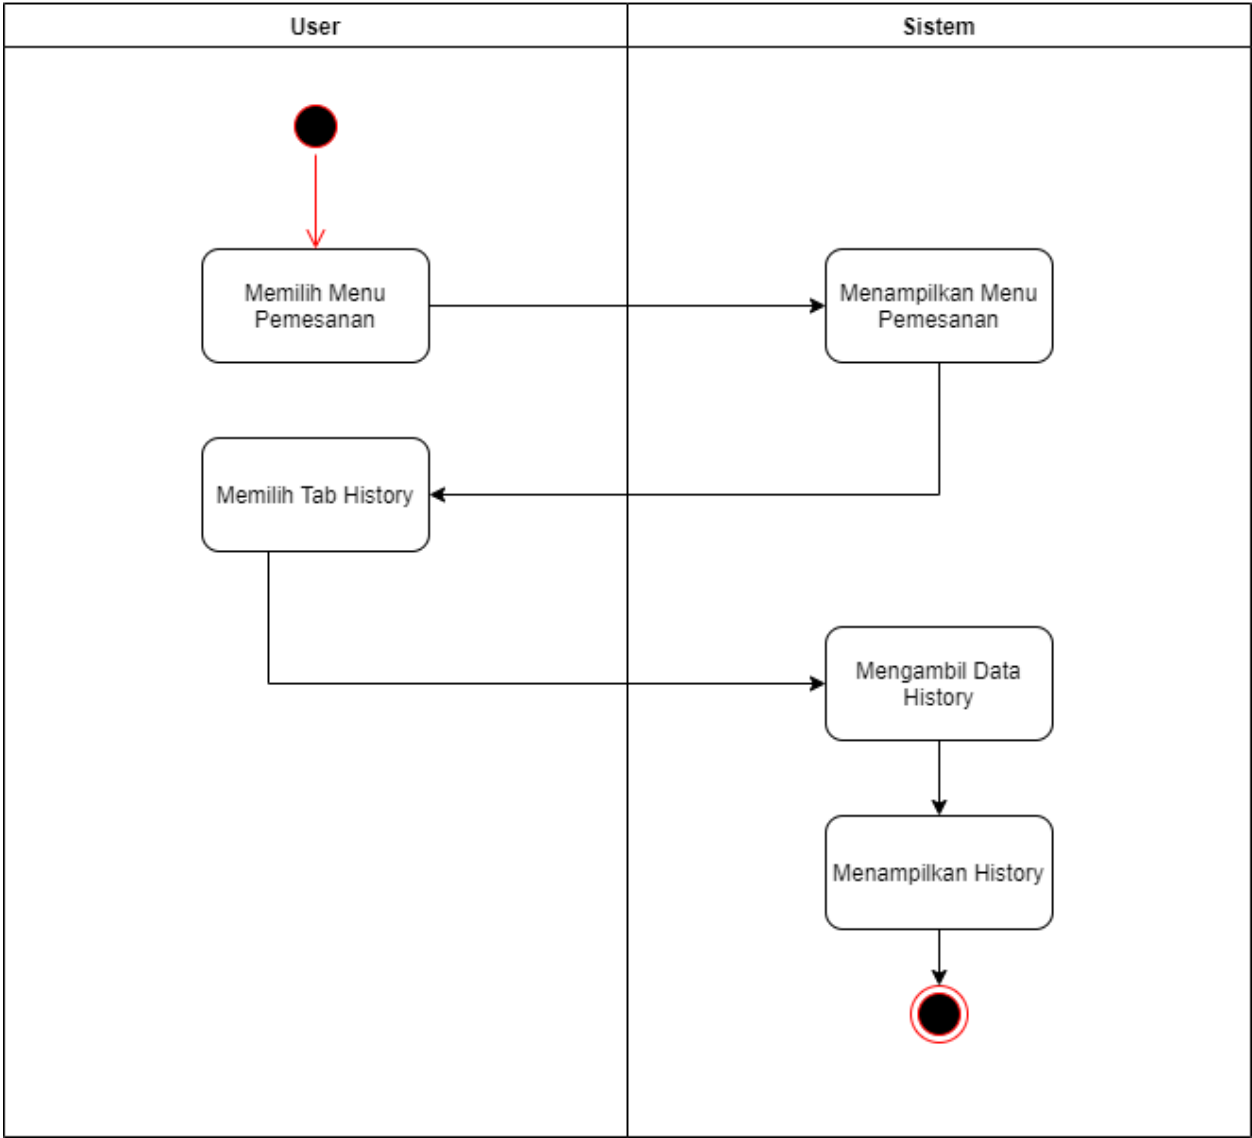 User
Sistem
Memilih Menu
Pemesanan
Menampilkan Menu
Pemesanan
Memilih Tab History
Mengambil Data
History
Menampilkan History